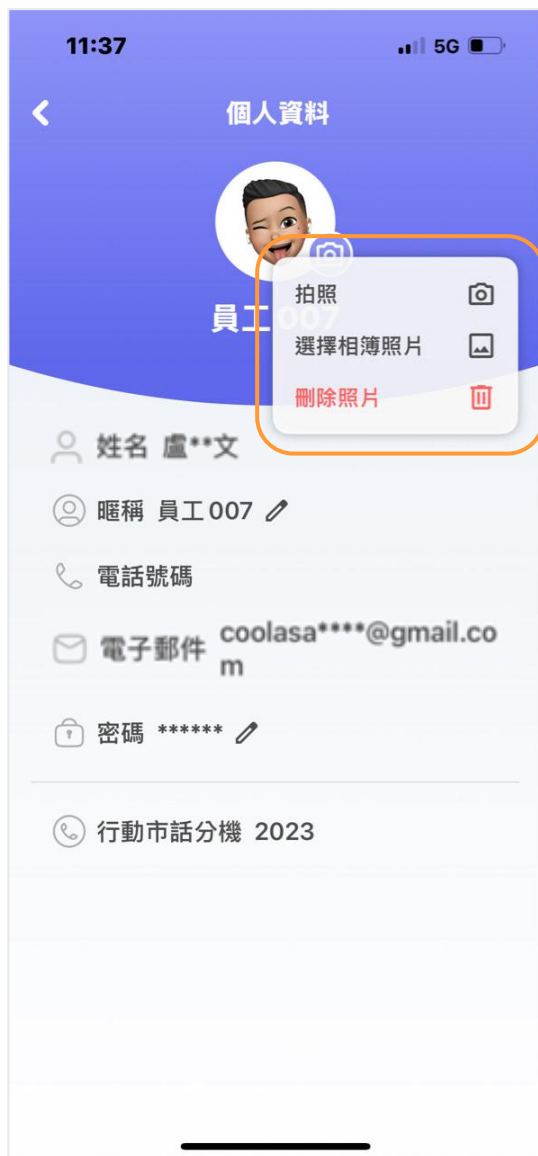 11:37
5G
個人資料
員工007
拍照
選擇相簿照片
刪除照片
姓名 盧**文
暱稱 員工007
電話號碼
電子郵件 coolasa****@gmail.co
m
密碼 ******
行動市話分機 2023